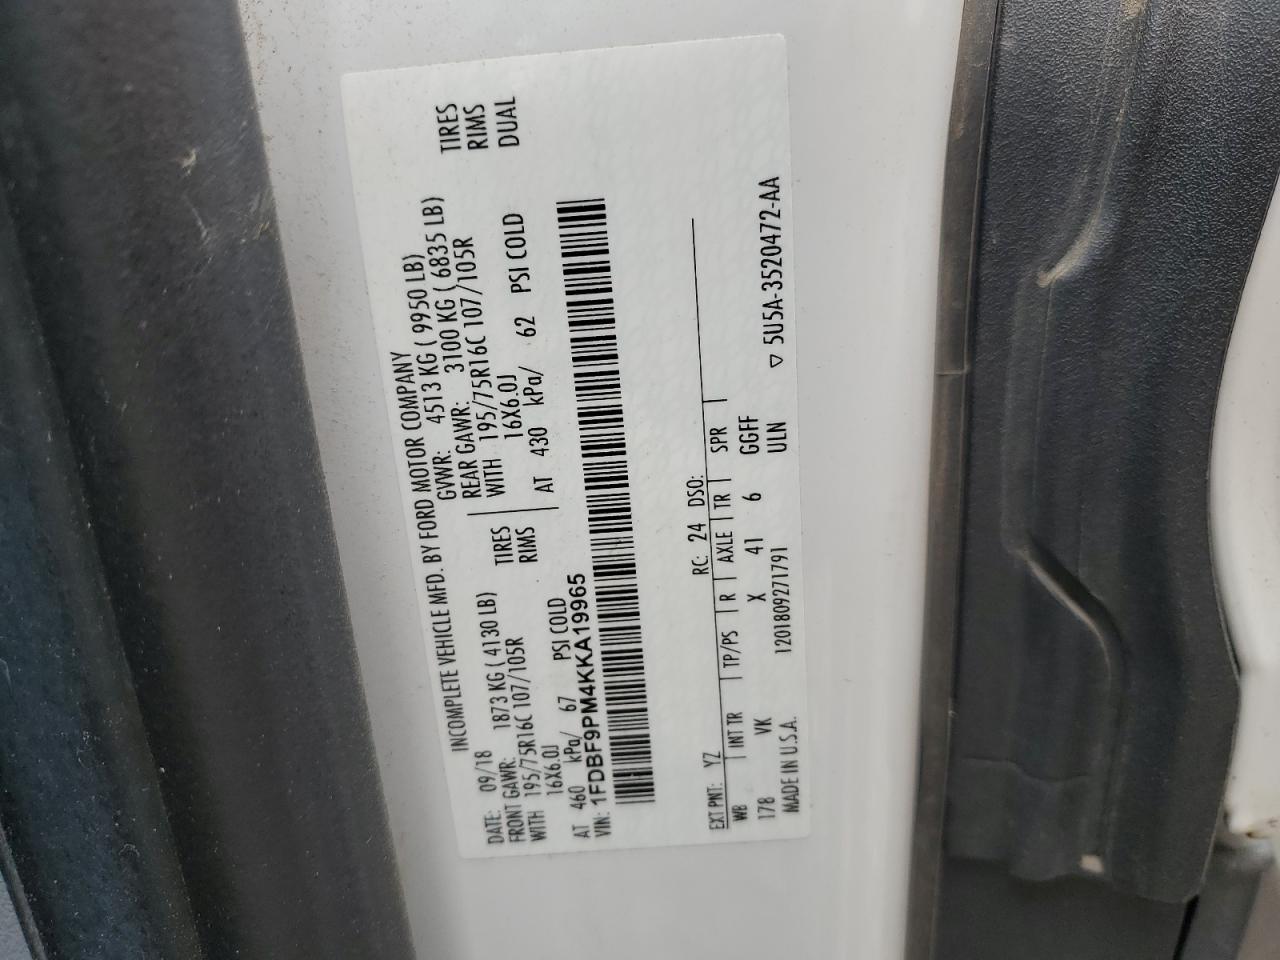 INCOMPLETE VEHICLE MFD. BY FORD MOTOR COMPANY
DATE: 09/18 GVWR: 4513 KG ( 9950 LB)
FRONT GAWR: 1873 KG ( 4130 LB) REAR GAWR: 3100 KG ( 6835 LB)
WITH 195/75R16C 107/105R TIRES WITH 195/75R16C 107/105R TIRES
16X6.0J RIMS 16X6.0J RIMS
AT 460 kPa/ 67 PSI COLD AT 430 kPa/ 62 PSI COLD DUAL
VIN: 1FDBF9PM4KKA19965
EXT PNT: YZ RC: 24 DSO:
WB INT TR TP/PS R AXLE TR SPR
178 VK X 41 6 GGFF
MADE IN U.S.A. 1201809271791 ULN
▽ 5U5A-3520472-AA